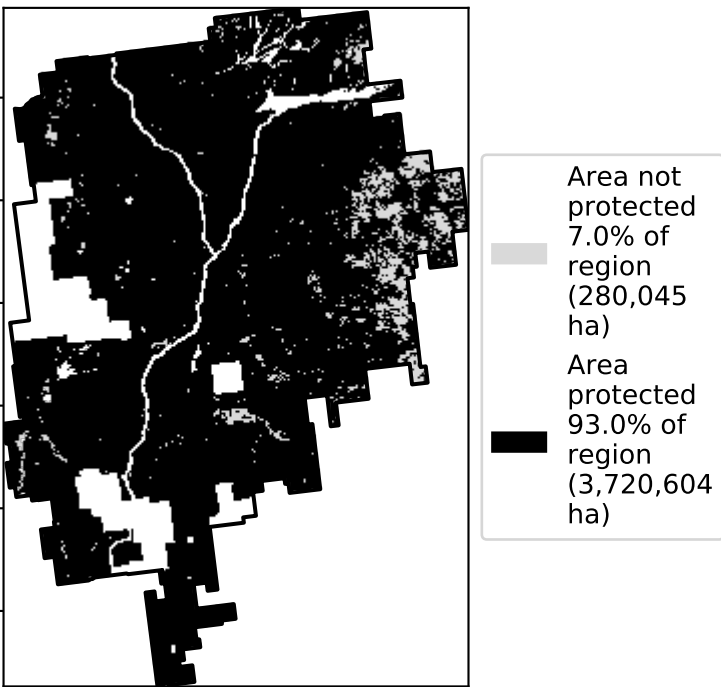 Area not
protected
7.0% of
region
(280,045
ha)
Area
protected
93.0% of
region
(3,720,604
ha)